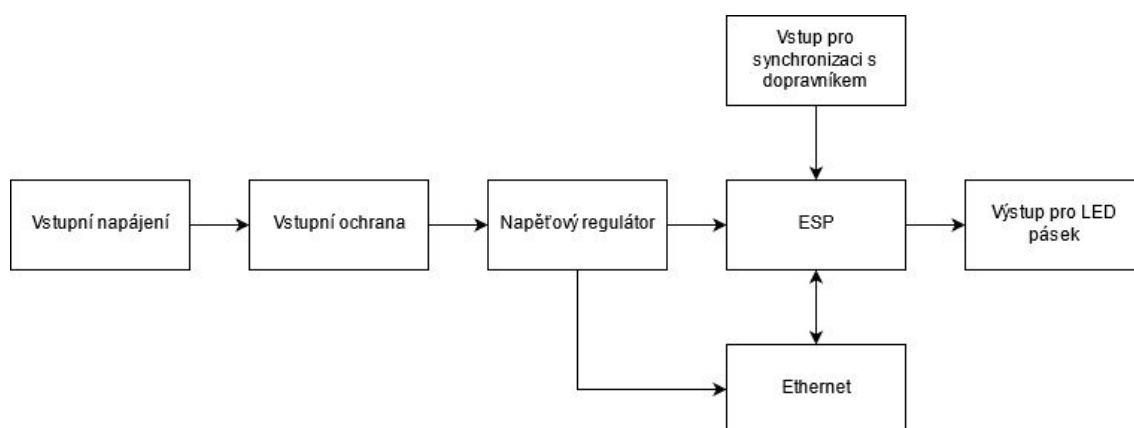 Vstup pro
synchronizaci s
dopravníkem
Vstupní napájení
Vstupní ochrana
Napěťový regulátor
ESP
Výstup pro LED
pásek
Ethernet